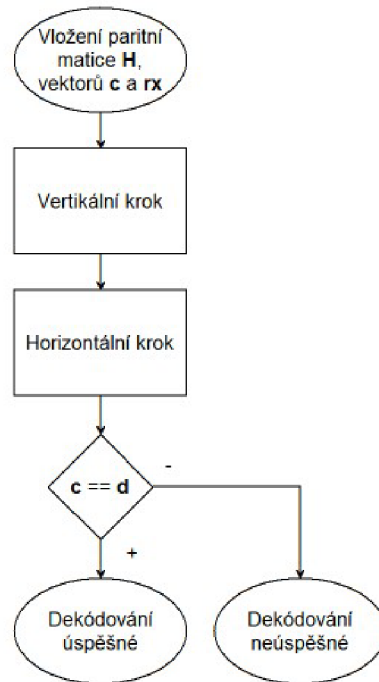 Vložení paritní
matice H,
vektorů c a rx
Vertikální krok
Horizontální krok
c == d
-
+
Dekódování
úspěšné
Dekódování
neúspěšné